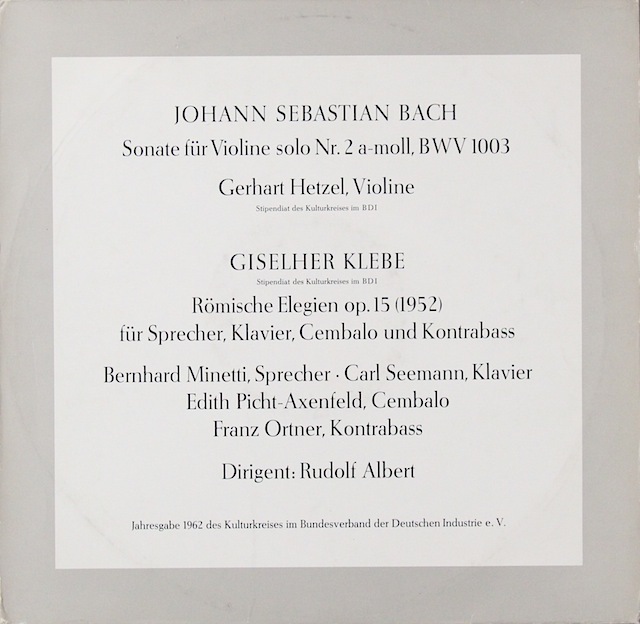 JOHANN SEBASTIAN BACH
Sonate für Violine solo Nr. 2 a-moll, BWV 1003
Gerhart Hetzel, Violine
Stipendiat des Kulturkreises im BDI
GISELHER KLEBE
Stipendiat des Kulturkreises im BDI
Römische Elegien op. 15 (1952)
für Sprecher, Klavier, Cembalo und Kontrabass
Bernhard Minetti, Sprecher · Carl Seemann, Klavier
Edith Picht-Axenfeld, Cembalo
Franz Ortner, Kontrabass
Dirigent: Rudolf Albert
Jahresgabe 1962 des Kulturkreises im Bundesverband der Deutschen Industrie e. V.